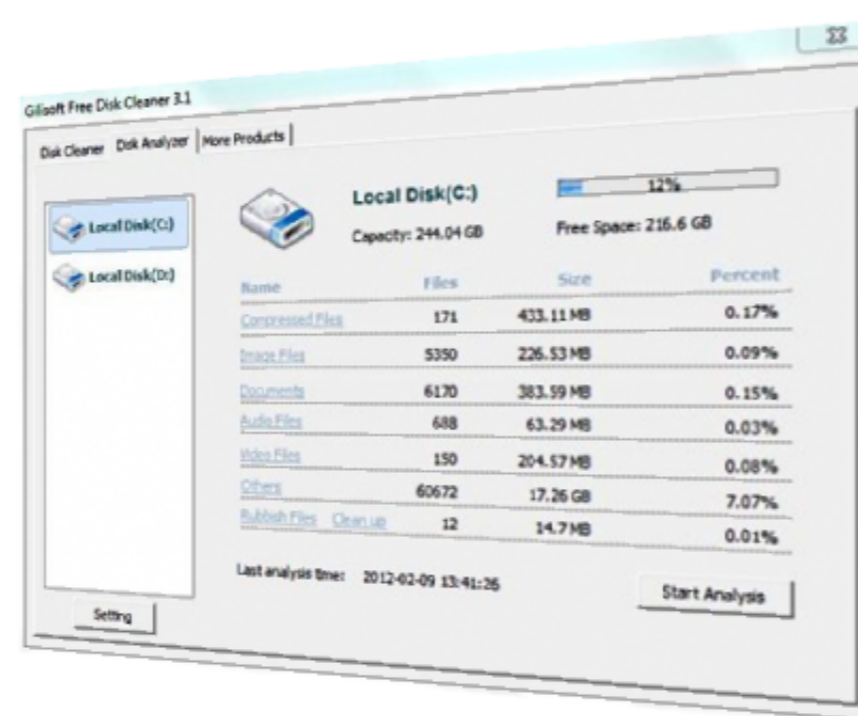 Gilisoft Free Disk Cleaner 3.1
Disk Cleaner Disk Analyzer More Products
Local Disk(C:)
Local Disk(D:)
Local Disk(C:) 12%
Capacity: 244.04 GB Free Space: 216.6 GB
Name Files Size Percent
Compressed Files 171 433.11 MB 0.17%
Image Files 5350 226.53 MB 0.09%
Documents 6170 383.59 MB 0.15%
Audio Files 688 63.29 MB 0.03%
Video Files 150 204.57 MB 0.08%
Others 60672 17.26 GB 7.07%
Rubbish Files Clean up 12 14.7 MB 0.01%
Last analysis time: 2012-02-09 13:41:26
Start Analysis
Setting